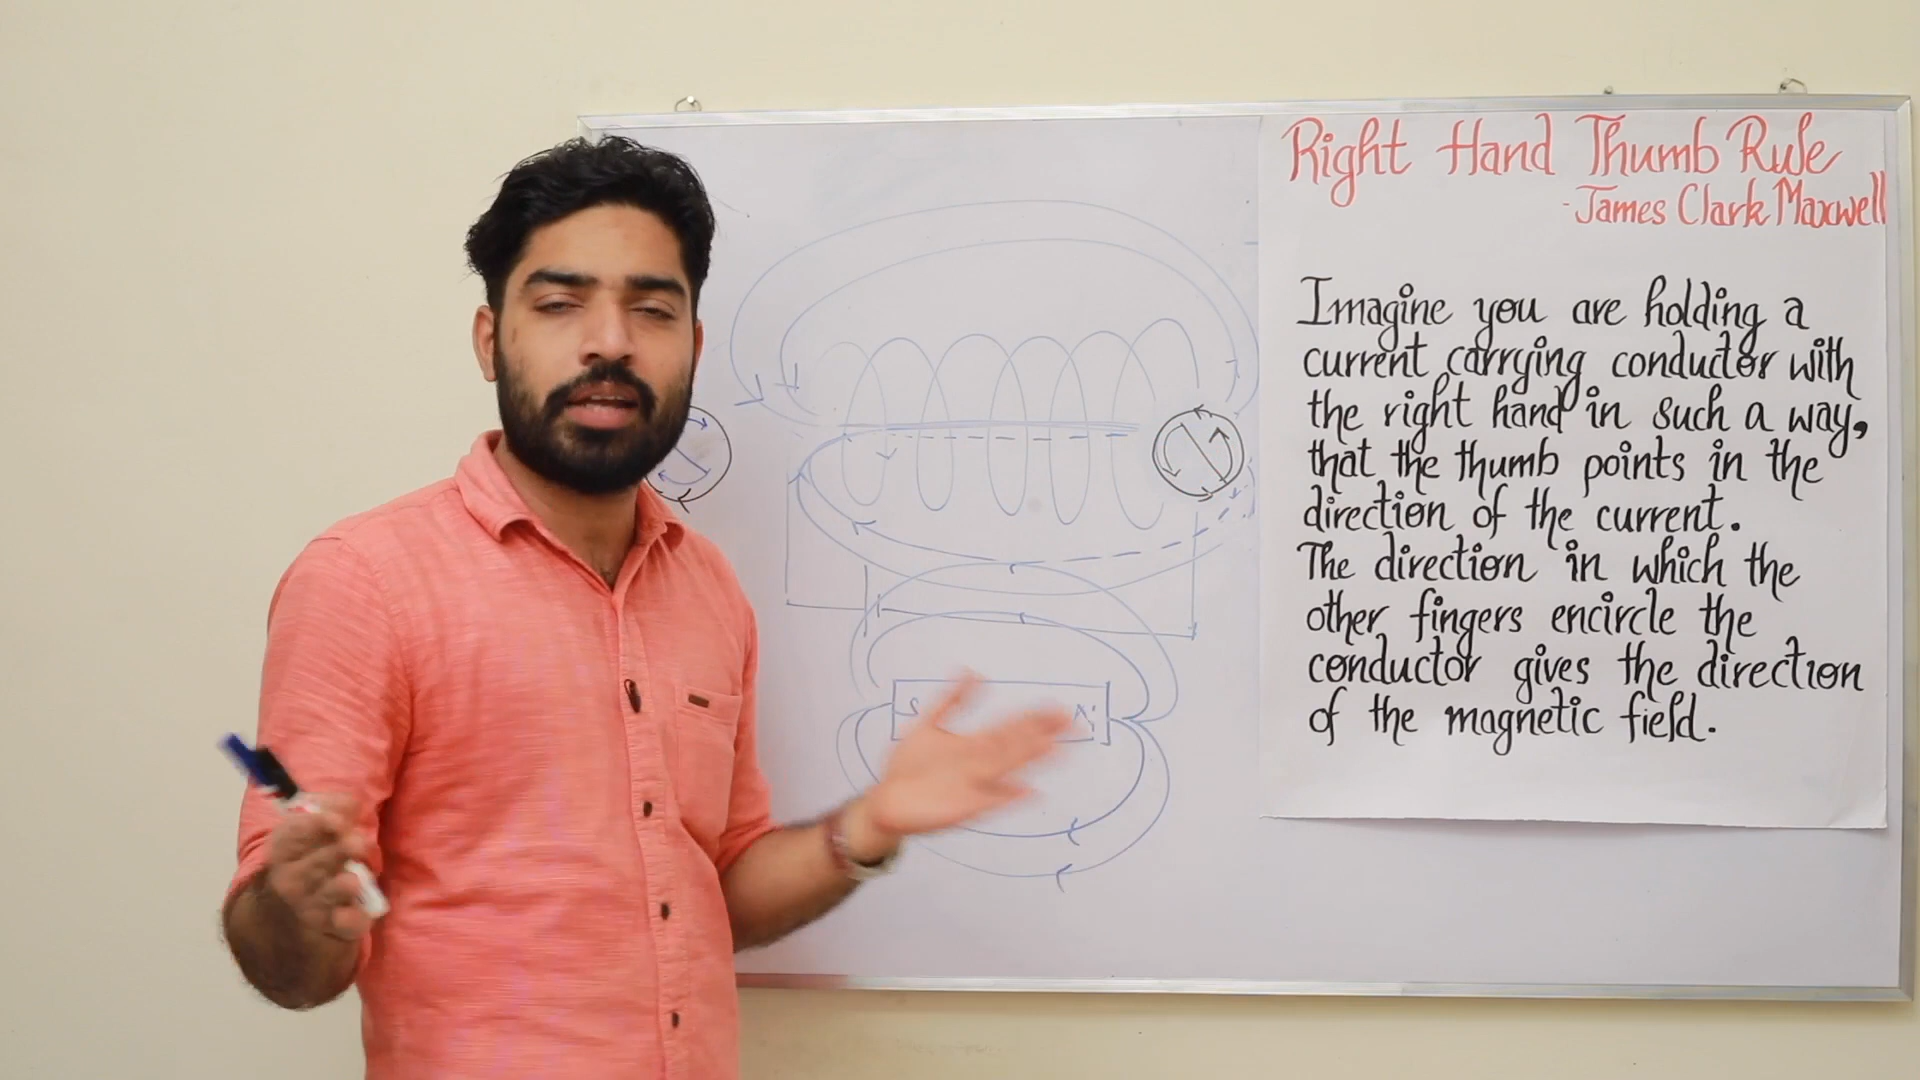 Right Hand Thumb Rule
- James Clark Maxwell
Imagine you are holding a
current carrying conductor with
the right hand in such a way,
that the thumb points in the
direction of the current.
The direction in which the
other fingers encircle the
conductor gives the direction
of the magnetic field.
S N